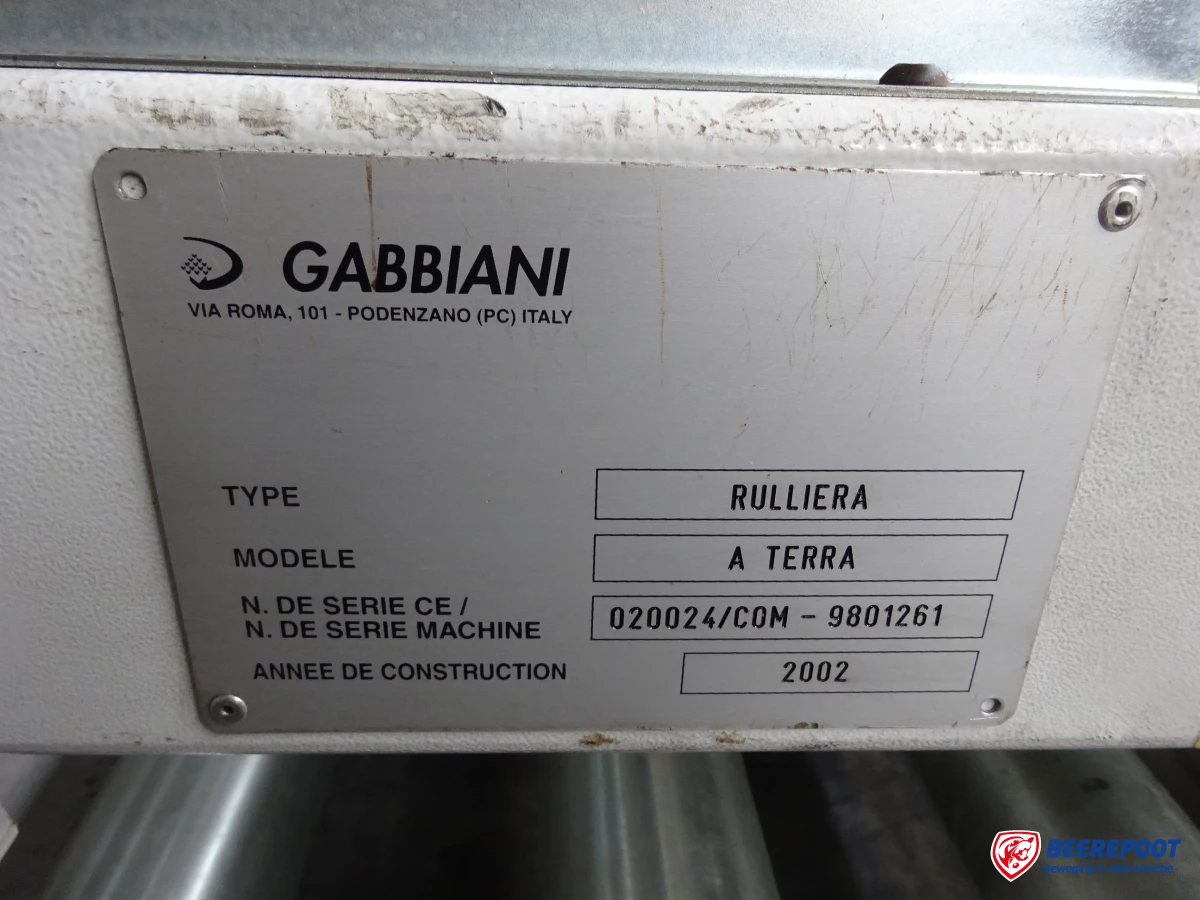 GABBIANI
VIA ROMA, 101 - PODENZANO (PC) ITALY
TYPE RULLIERA
MODELE A TERRA
N. DE SERIE CE /
N. DE SERIE MACHINE 020024/COM - 9801261
ANNEE DE CONSTRUCTION 2002
BEEREPOOT